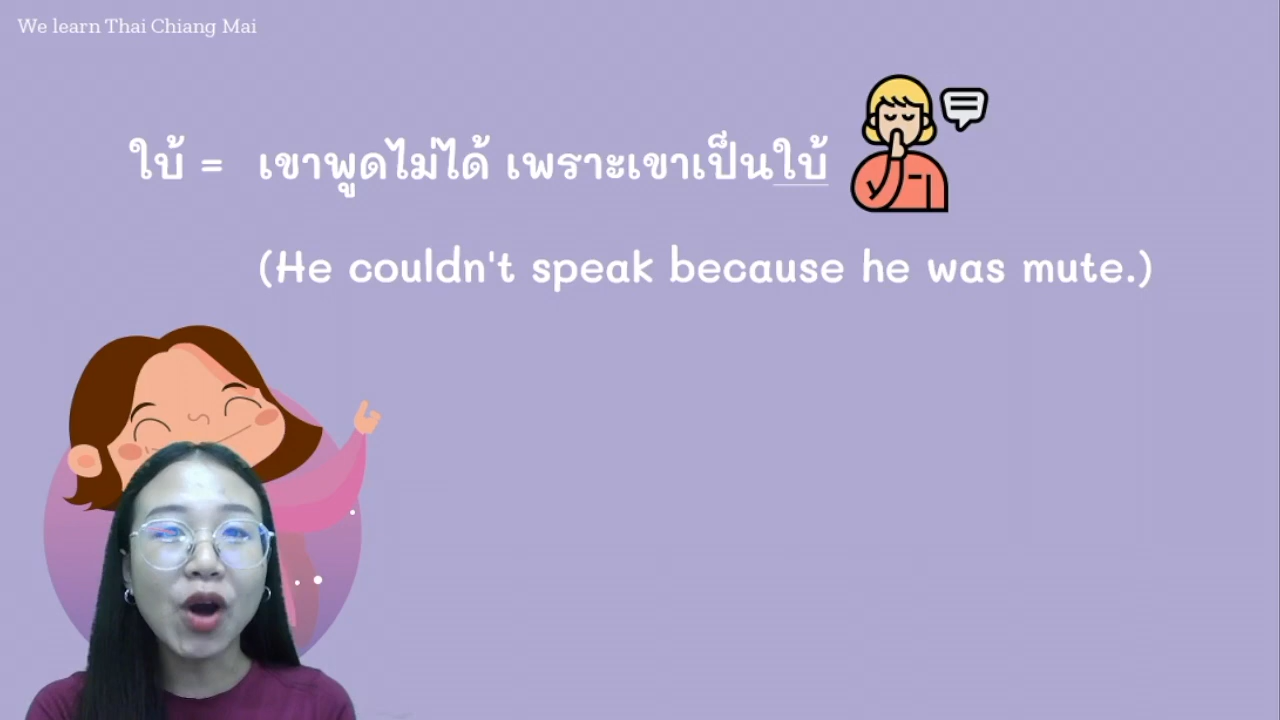 We learn Thai Chiang Mai
ใบ้ = เขาพูดไม่ได้ เพราะเขาเป็นใบ้
(He couldn't speak because he was mute.)